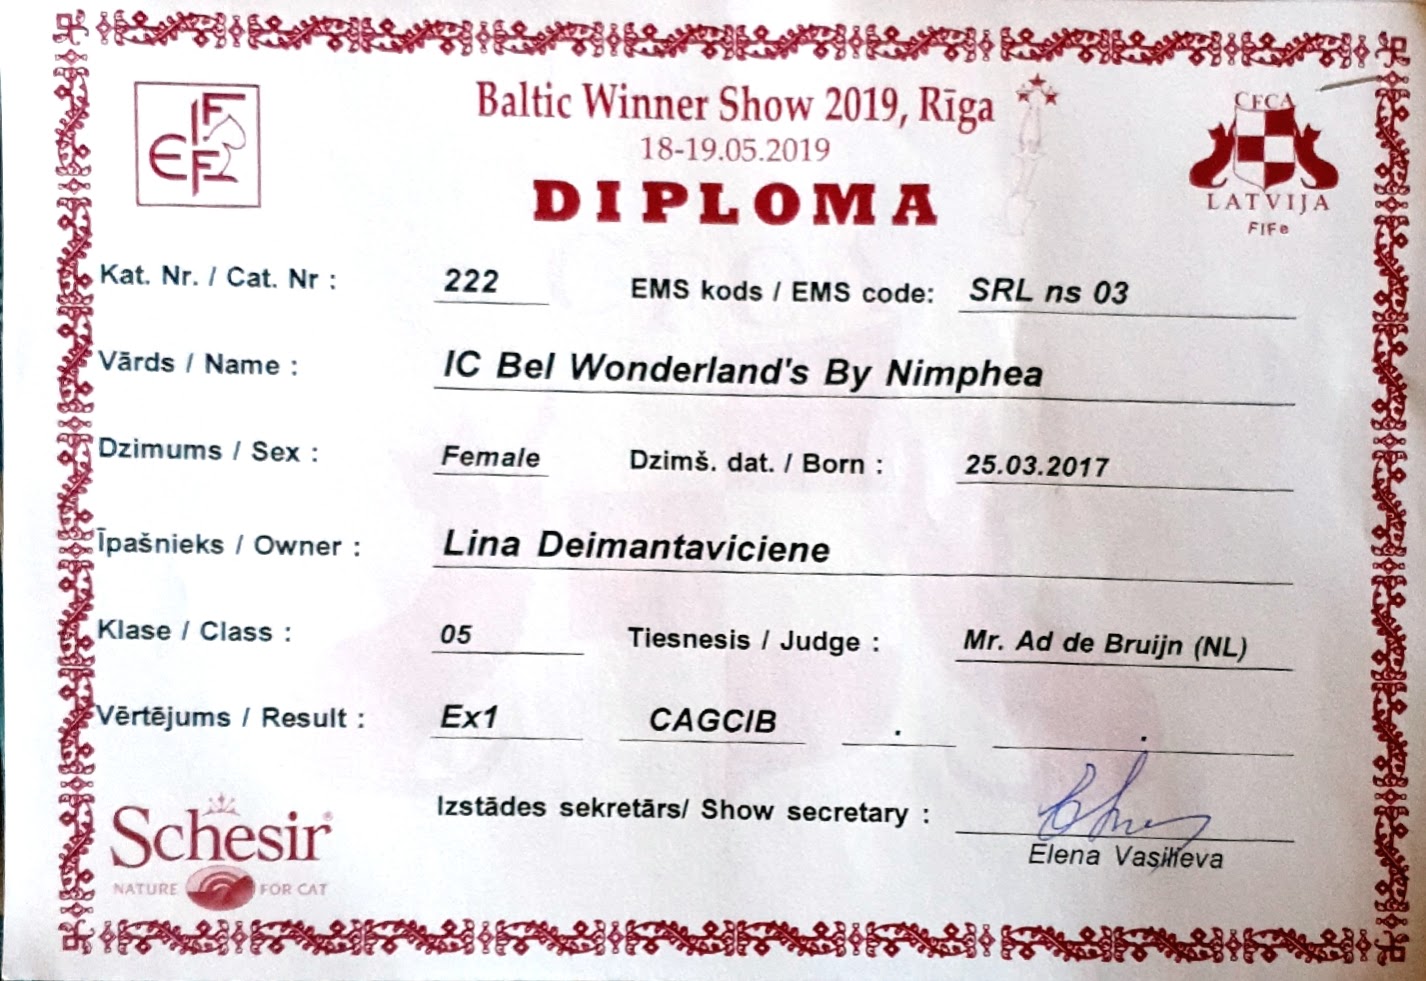 FIFE
Baltic Winner Show 2019, Rīga
18-19.05.2019
DIPLOMA
CFCA
LATVIJA
FIFe
Kat. Nr. / Cat. Nr : 222 EMS kods / EMS code: SRL ns 03
Vārds / Name : IC Bel Wonderland's By Nimphea
Dzimums / Sex : Female Dzimš. dat. / Born : 25.03.2017
Īpašnieks / Owner : Lina Deimantaviciene
Klase / Class : 05 Tiesnesis / Judge : Mr. Ad de Bruijn (NL)
Vērtējums / Result : Ex1 CAGCIB . .
Izstādes sekretārs/ Show secretary :
Elena Vasilieva
Schesir®
NATURE FOR CAT